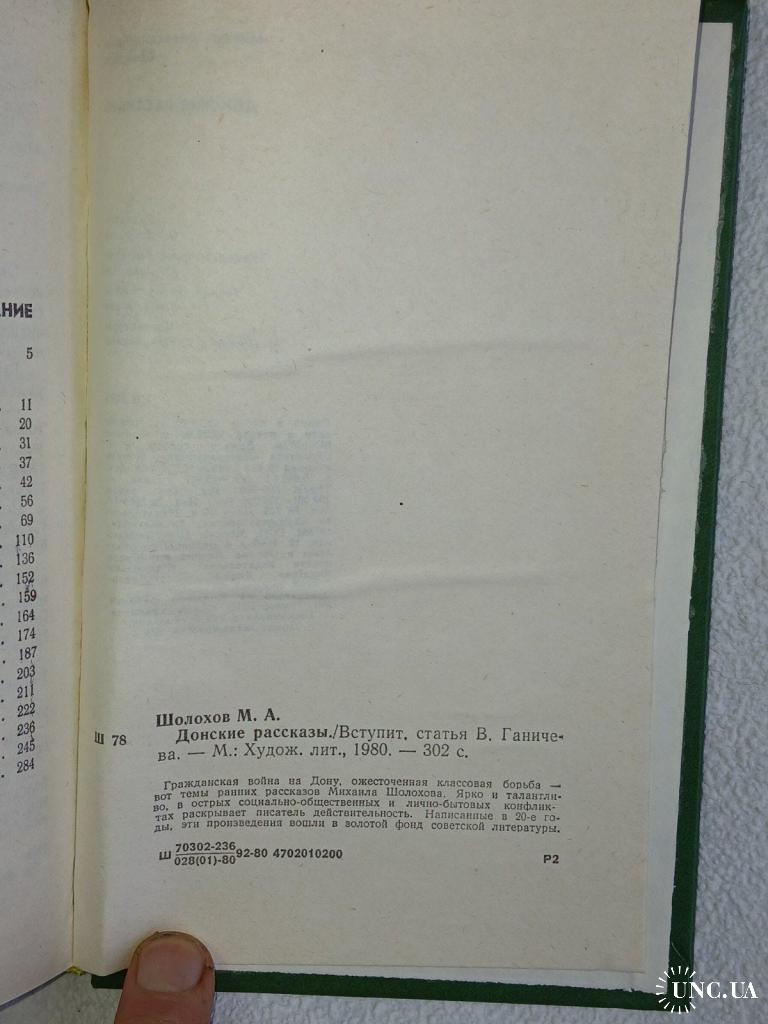 АНИЕ
5
11
20
31
37
42
56
69
110
136
152
159
164
174
187
203
211
222
236
245
284
Шолохов М. А.
Ш 78 Донские рассказы./Вступит. статья В. Ганиче-
ва. — М.: Худож. лит., 1980. — 302 с.
Гражданская война на Дону, ожесточенная классовая борьба —
вот темы ранних рассказов Михаила Шолохова. Ярко и талантли-
во, в острых социально-общественных и лично-бытовых конфлик-
тах раскрывает писатель действительность. Написанные в 20-е го-
ды, эти произведения вошли в золотой фонд советской литературы.
70302-236
Ш 92-80 4702010200 Р2
028(01)-80
UNC.UA